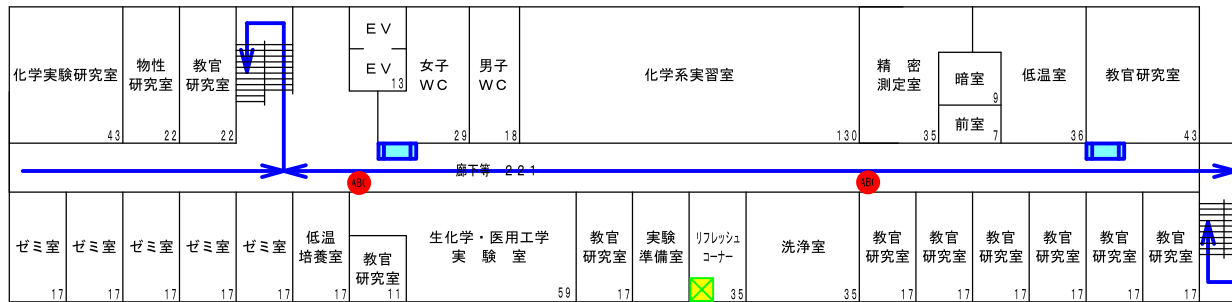 化学実験研究室
43
物性
研究室
22
教官
研究室
22
EV
EV
13
女子
WC
29
男子
WC
18
化学系実習室
130
精 密
測定室
35
暗室
9
前室
7
低温室
36
教官研究室
43
廊下等 221
ABC
ABC
ゼミ室
17
ゼミ室
17
ゼミ室
17
ゼミ室
17
ゼミ室
17
低温
培養室
17
教官
研究室
11
生化学・医用工学
実 験 室
59
教官
研究室
17
実験
準備室
リフレッシュ
コーナー
35
洗浄室
35
教官
研究室
17
教官
研究室
17
教官
研究室
17
教官
研究室
17
教官
研究室
17
教官
研究室
17